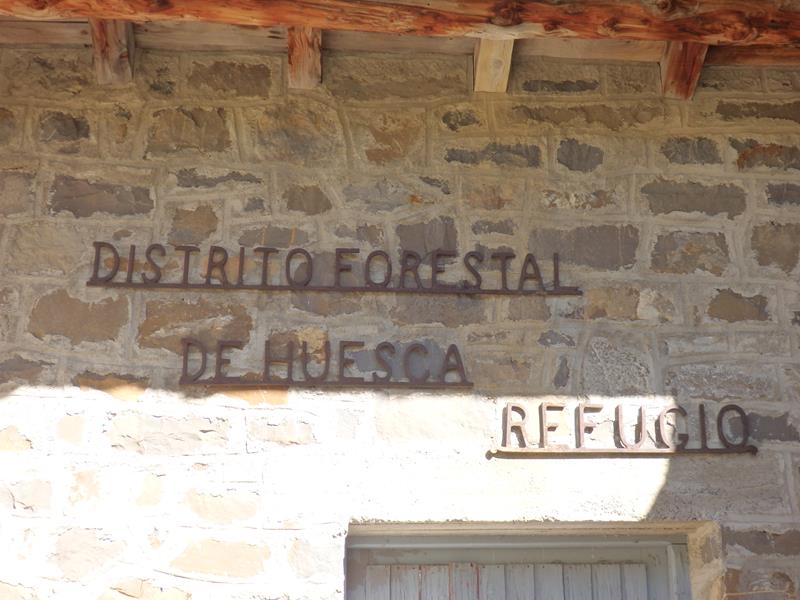 DISTRITO FORESTAL
DE HUESCA
REFUGIO